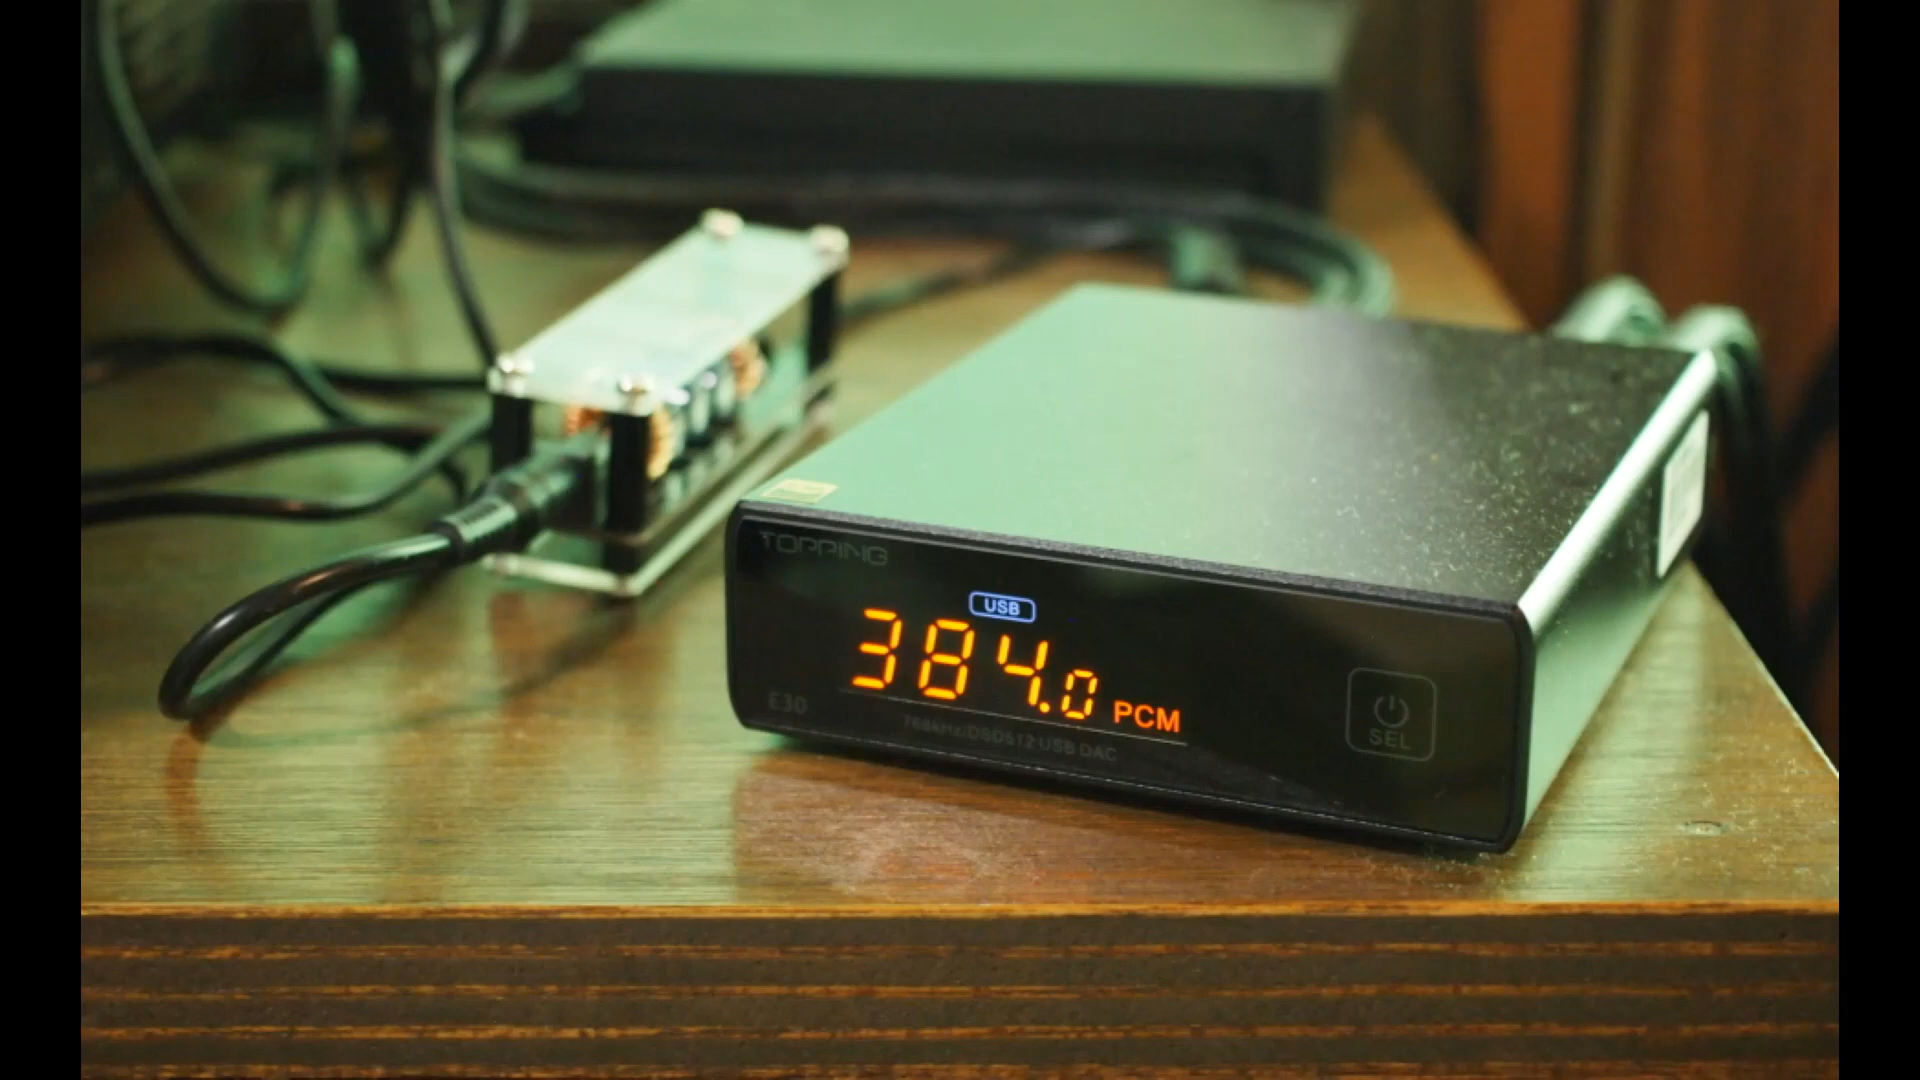 TOPPING
USB
384.0 PCM
E30
768kHz/DSD512 USB DAC
SEL